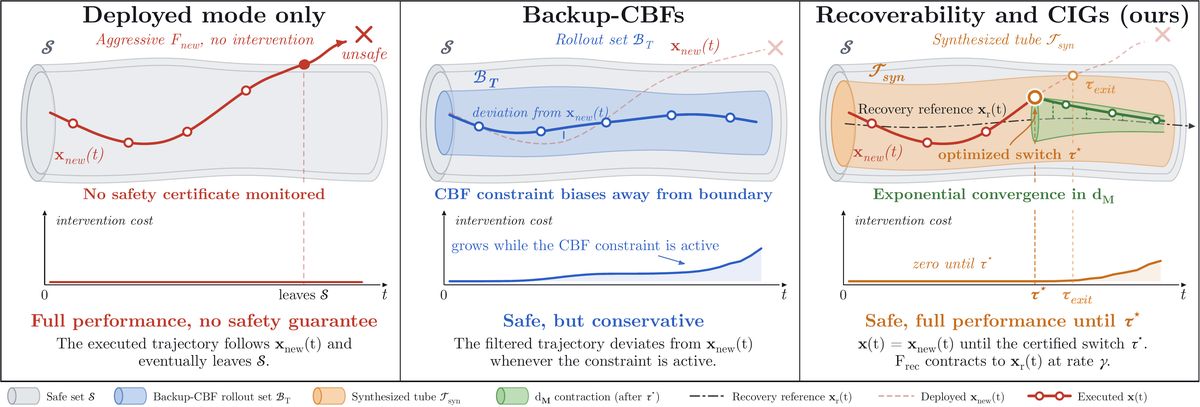 Deployed mode only
Aggressive F_new, no intervention
𝒮
unsafe
x_new(t)
No safety certificate monitored
intervention cost
0
leaves 𝒮
t
Full performance, no safety guarantee
The executed trajectory follows x_new(t) and
eventually leaves 𝒮.
Backup-CBFs
Rollout set ℬ_T
𝒮
x_new(t)
ℬ_T
deviation from x_new(t)
CBF constraint biases away from boundary
intervention cost
grows while the CBF constraint is active
0
t
Safe, but conservative
The filtered trajectory deviates from x_new(t)
whenever the constraint is active.
Recoverability and CIGs (ours)
Synthesized tube 𝒯_syn
𝒮
𝒯_syn
τ_exit
Recovery reference x_r(t)
x_new(t)
optimized switch τ*
Exponential convergence in d_M
intervention cost
zero until τ*
0
τ*
τ_exit
t
Safe, full performance until τ*
x(t) = x_new(t) until the certified switch τ*.
F_rec contracts to x_r(t) at rate γ.
Safe set 𝒮
Backup-CBF rollout set ℬ_T
Synthesized tube 𝒯_syn
d_M contraction (after τ*)
Recovery reference x_r(t)
Deployed x_new(t)
Executed x(t)